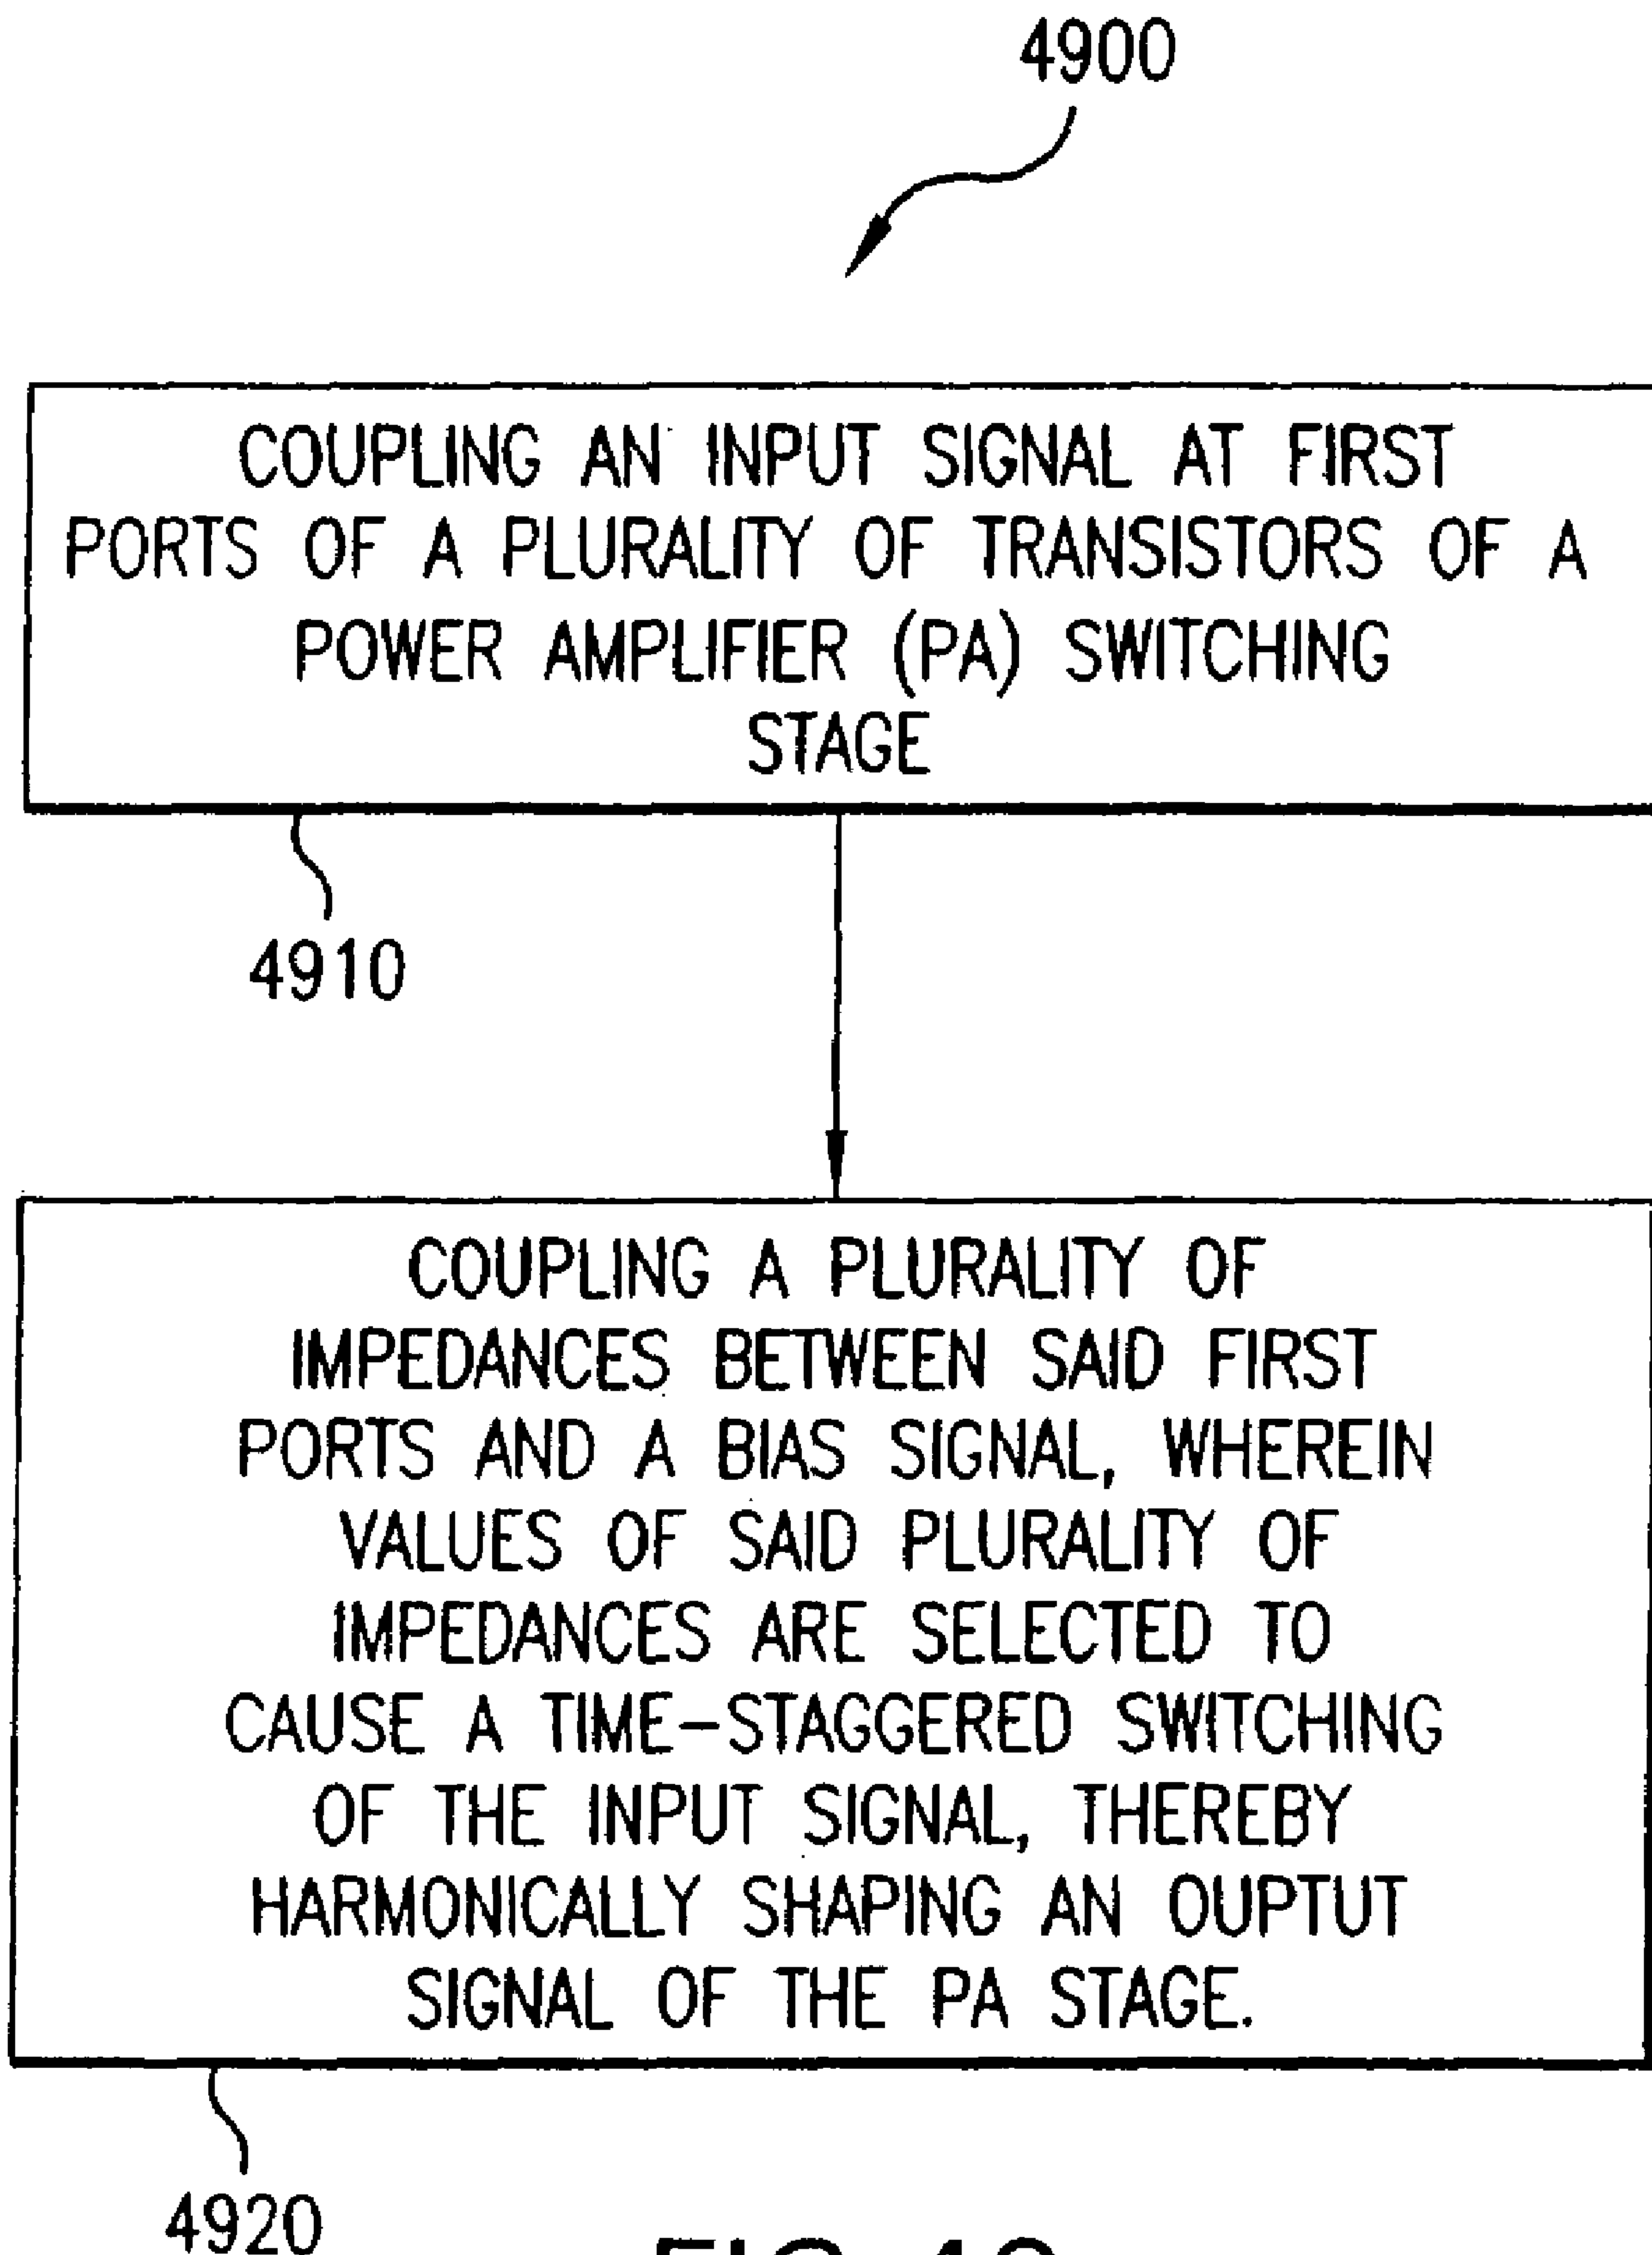 4900
COUPLING AN INPUT SIGNAL AT FIRST
PORTS OF A PLURALITY OF TRANSISTORS OF A
POWER AMPLIFIER (PA) SWITCHING
STAGE
4910
COUPLING A PLURALITY OF
IMPEDANCES BETWEEN SAID FIRST
PORTS AND A BIAS SIGNAL, WHEREIN
VALUES OF SAID PLURALITY OF
IMPEDANCES ARE SELECTED TO
CAUSE A TIME-STAGGERED SWITCHING
OF THE INPUT SIGNAL, THEREBY
HARMONICALLY SHAPING AN OUPTUT
SIGNAL OF THE PA STAGE.
4920